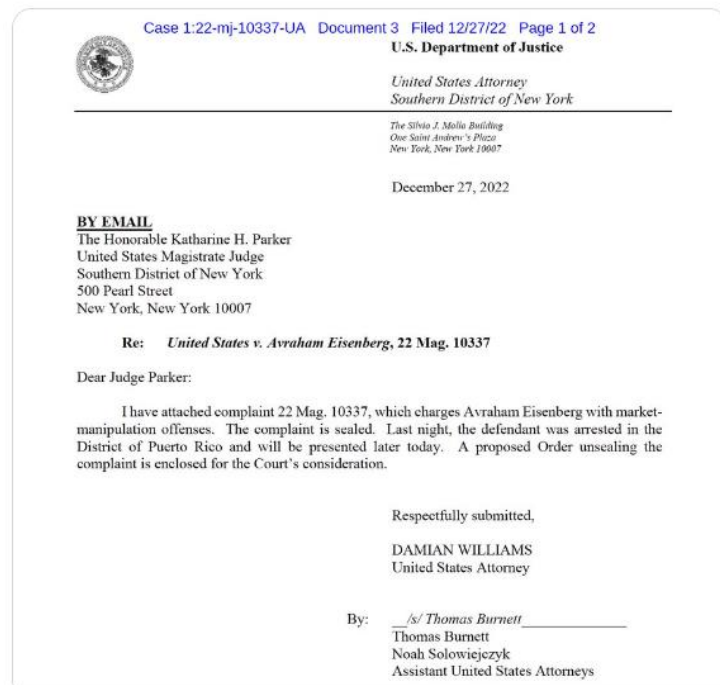 Case 1:22-mj-10337-UA Document 3 Filed 12/27/22 Page 1 of 2
U.S. Department of Justice
United States Attorney
Southern District of New York
The Silvio J. Mollo Building
One Saint Andrew's Plaza
New York, New York 10007
December 27, 2022
BY EMAIL
The Honorable Katharine H. Parker
United States Magistrate Judge
Southern District of New York
500 Pearl Street
New York, New York 10007
Re: United States v. Avraham Eisenberg, 22 Mag. 10337
Dear Judge Parker:
I have attached complaint 22 Mag. 10337, which charges Avraham Eisenberg with market-
manipulation offenses. The complaint is sealed. Last night, the defendant was arrested in the
District of Puerto Rico and will be presented later today. A proposed Order unsealing the
complaint is enclosed for the Court's consideration.
Respectfully submitted,
DAMIAN WILLIAMS
United States Attorney
By: __/s/ Thomas Burnett______________
Thomas Burnett
Noah Solowiejczyk
Assistant United States Attorneys